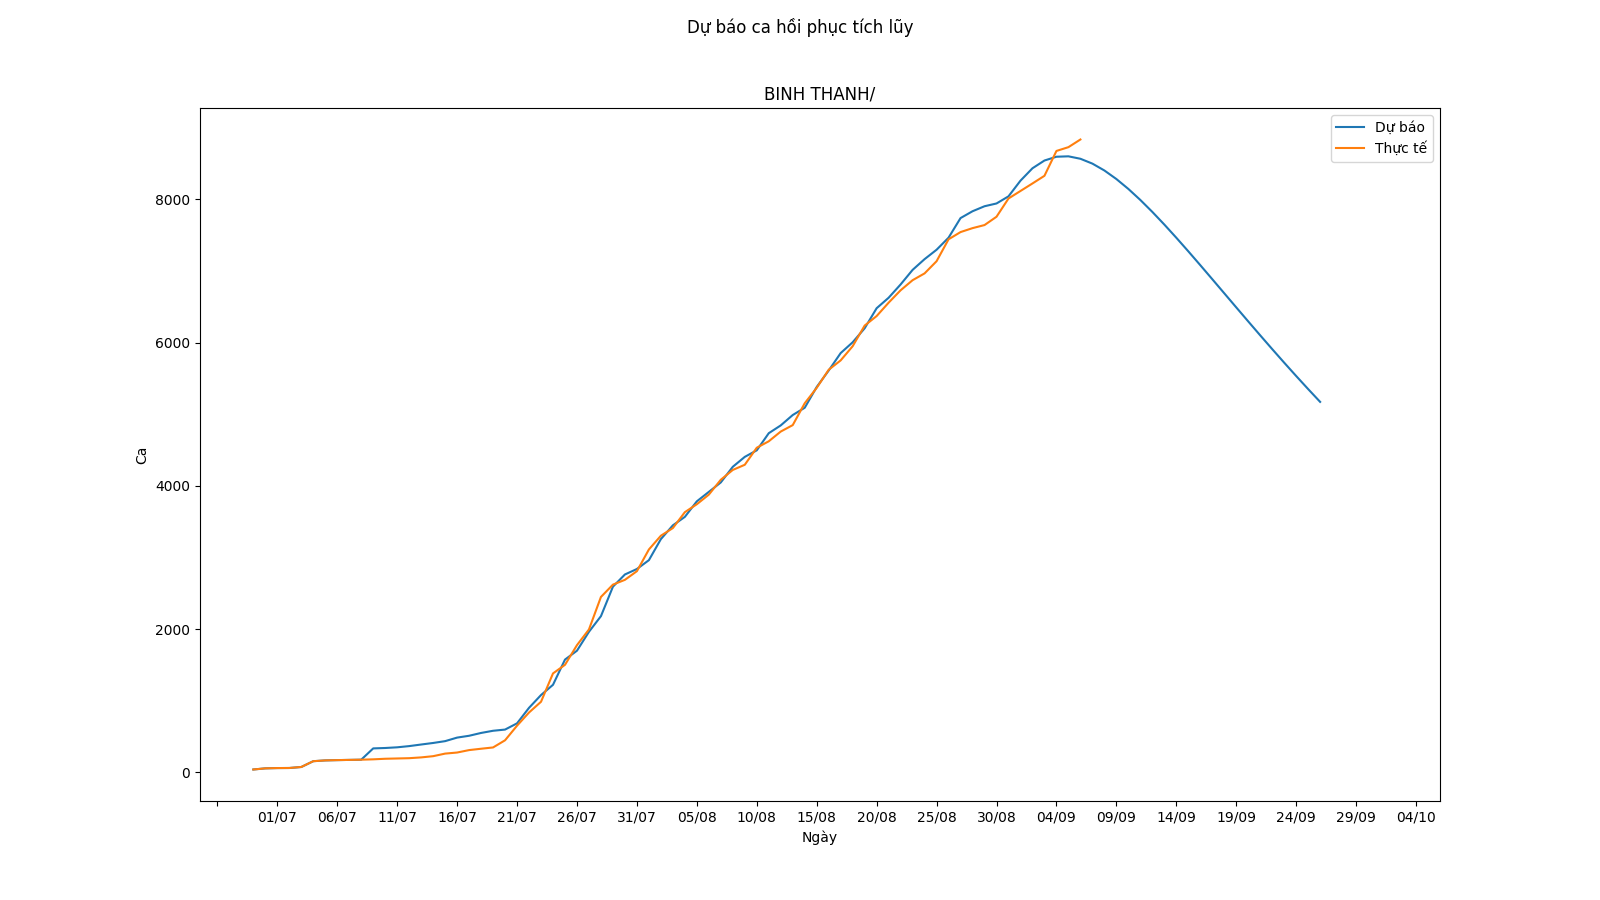 Dự báo ca hồi phục tích lũy
BINH THANH/
Dự báo
Thực tế
8000
6000
4000
2000
0
Ca
01/07 06/07 11/07 16/07 21/07 26/07 31/07 05/08 10/08 15/08 20/08 25/08 30/08 04/09 09/09 14/09 19/09 24/09 29/09 04/10
Ngày